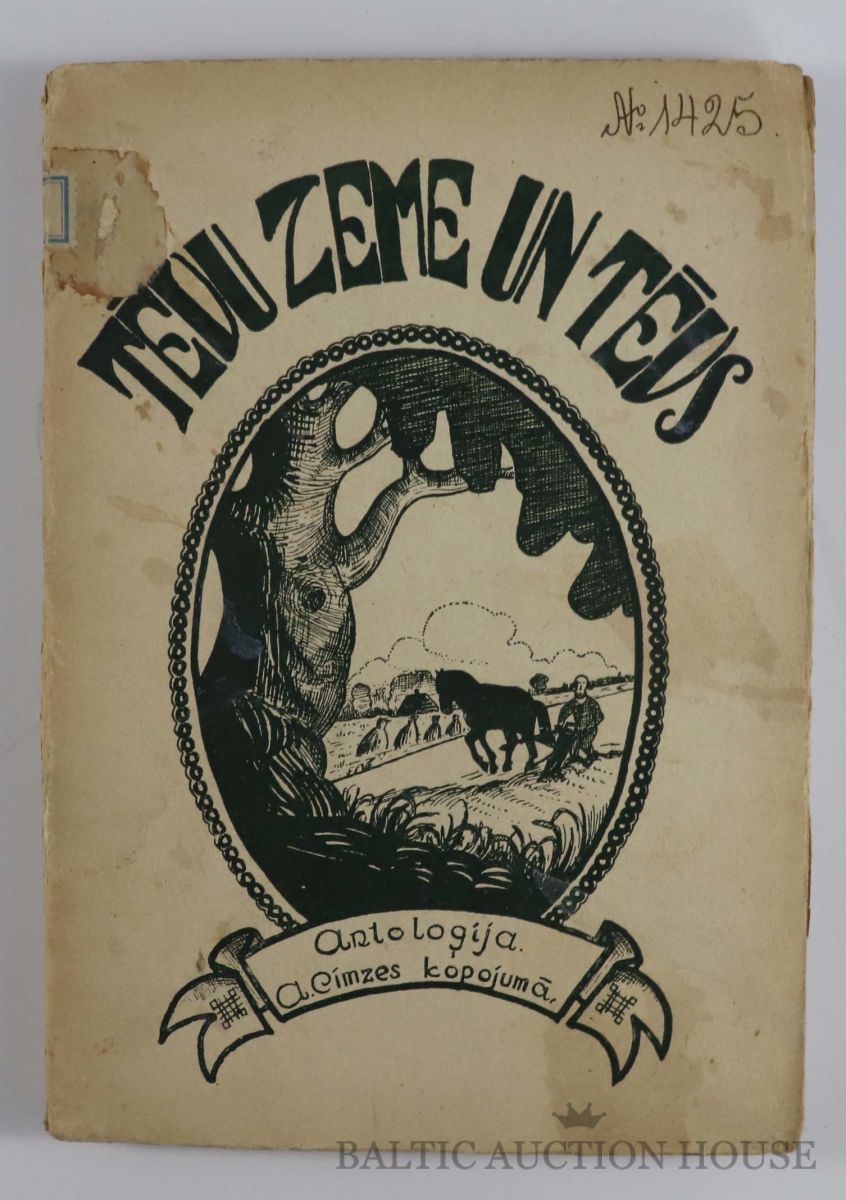 № 1425.
TĒVU ZEME UN TĒVS
Antoloģija.
A. Cīmzes kopojumā.
BALTIC AUCTION HOUSE